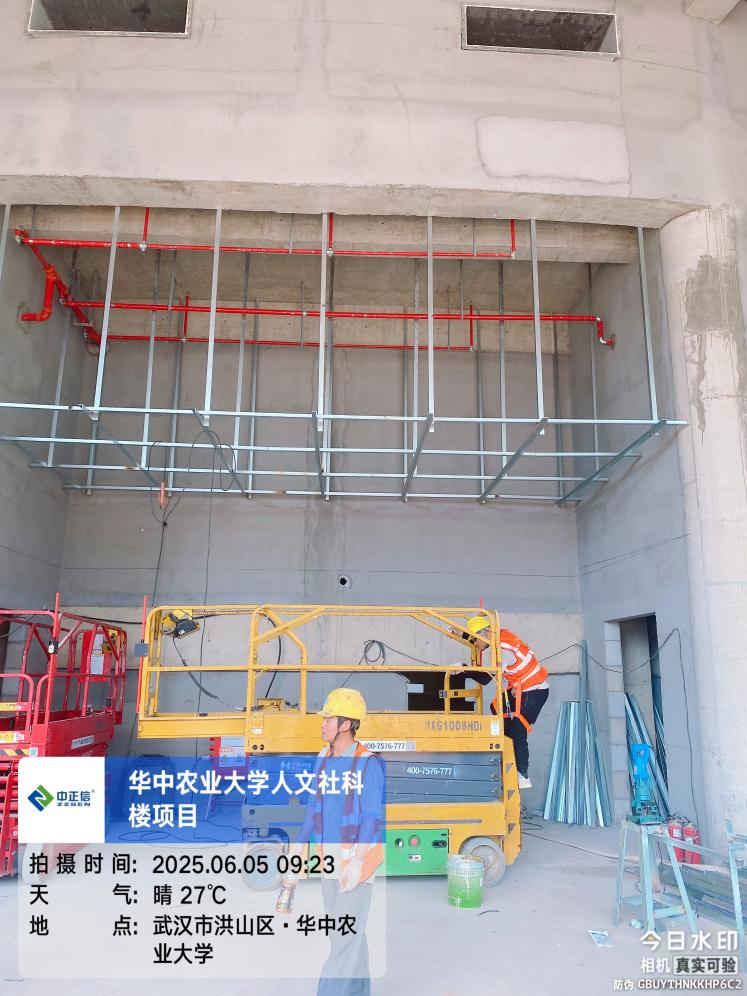 XG1008HD
400-7576-777
400-7576-777
中正信
ZZSEN
华中农业大学人文社科
楼项目
拍摄时间: 2025.06.05 09:23
天气: 晴 27℃
地点: 武汉市洪山区·华中农
业大学
今日水印
相机 真实可验
防伪 GBUYTHNKKHP6C2